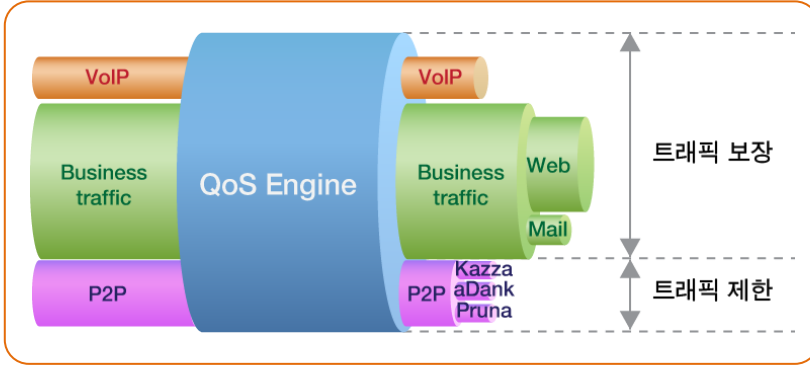 VoIP
Business
traffic
P2P
QoS Engine
VoIP
Business
traffic
Web
Mail
P2P
Kazza
aDank
Pruna
트래픽 보장
트래픽 제한